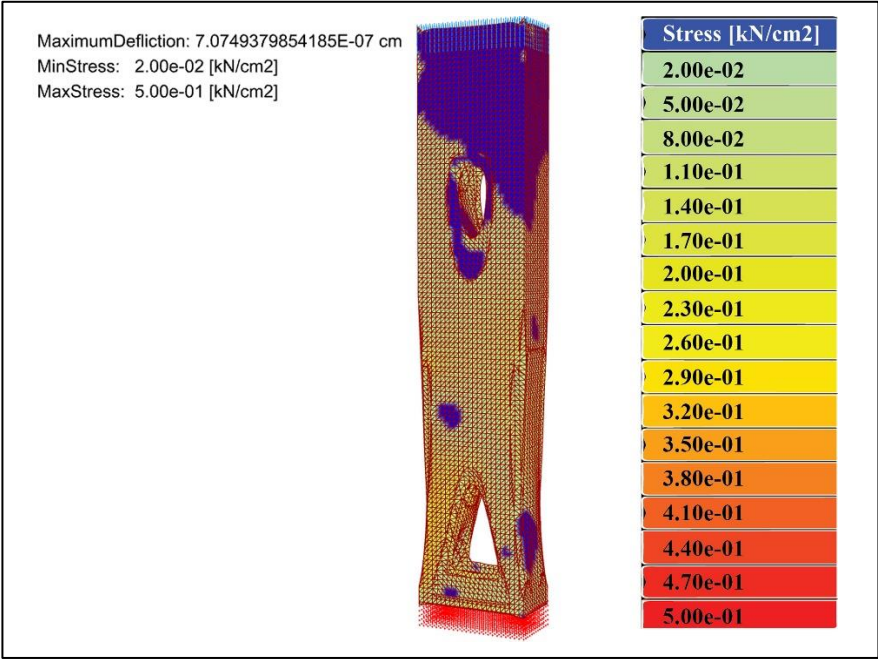 MaximumDefliction: 7.0749379854185E-07 cm
MinStress: 2.00e-02 [kN/cm2]
MaxStress: 5.00e-01 [kN/cm2]
Stress [kN/cm2]
2.00e-02
5.00e-02
8.00e-02
1.10e-01
1.40e-01
1.70e-01
2.00e-01
2.30e-01
2.60e-01
2.90e-01
3.20e-01
3.50e-01
3.80e-01
4.10e-01
4.40e-01
4.70e-01
5.00e-01